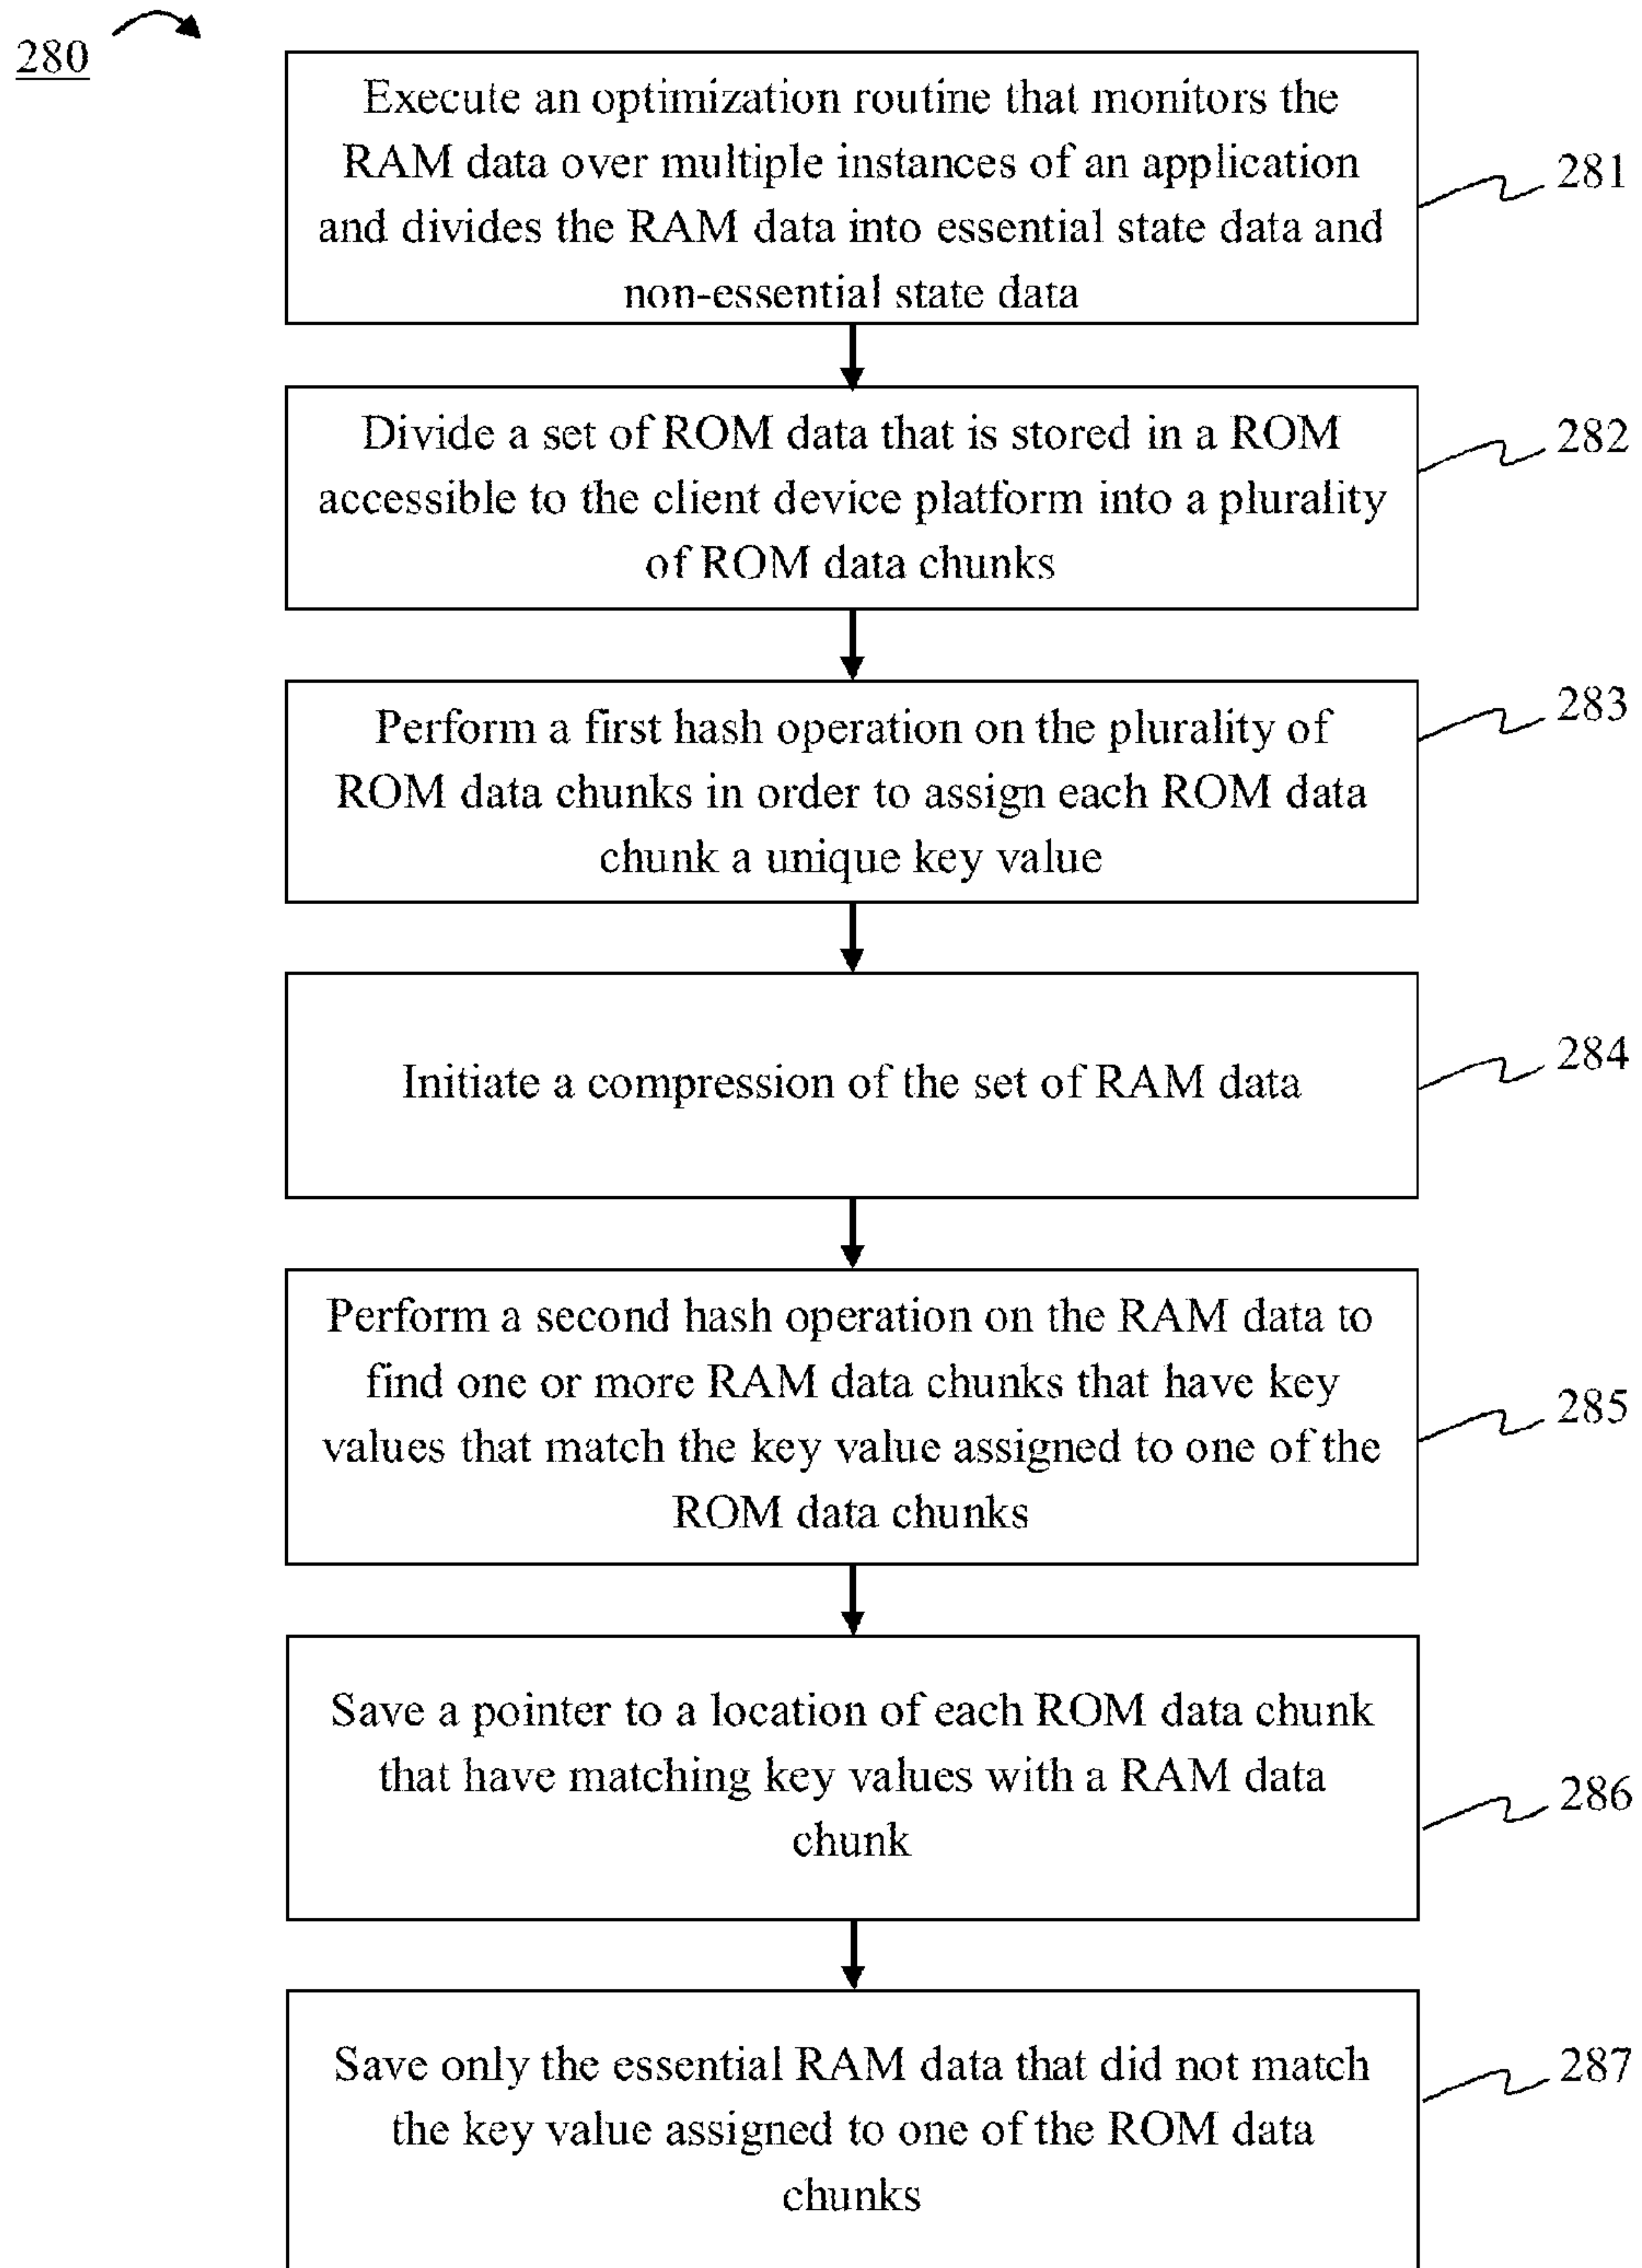 280
Execute an optimization routine that monitors the
RAM data over multiple instances of an application
and divides the RAM data into essential state data and
non-essential state data
281
Divide a set of ROM data that is stored in a ROM
accessible to the client device platform into a plurality
of ROM data chunks
282
Perform a first hash operation on the plurality of
ROM data chunks in order to assign each ROM data
chunk a unique key value
283
Initiate a compression of the set of RAM data
284
Perform a second hash operation on the RAM data to
find one or more RAM data chunks that have key
values that match the key value assigned to one of the
ROM data chunks
285
Save a pointer to a location of each ROM data chunk
that have matching key values with a RAM data
chunk
286
Save only the essential RAM data that did not match
the key value assigned to one of the ROM data
chunks
287